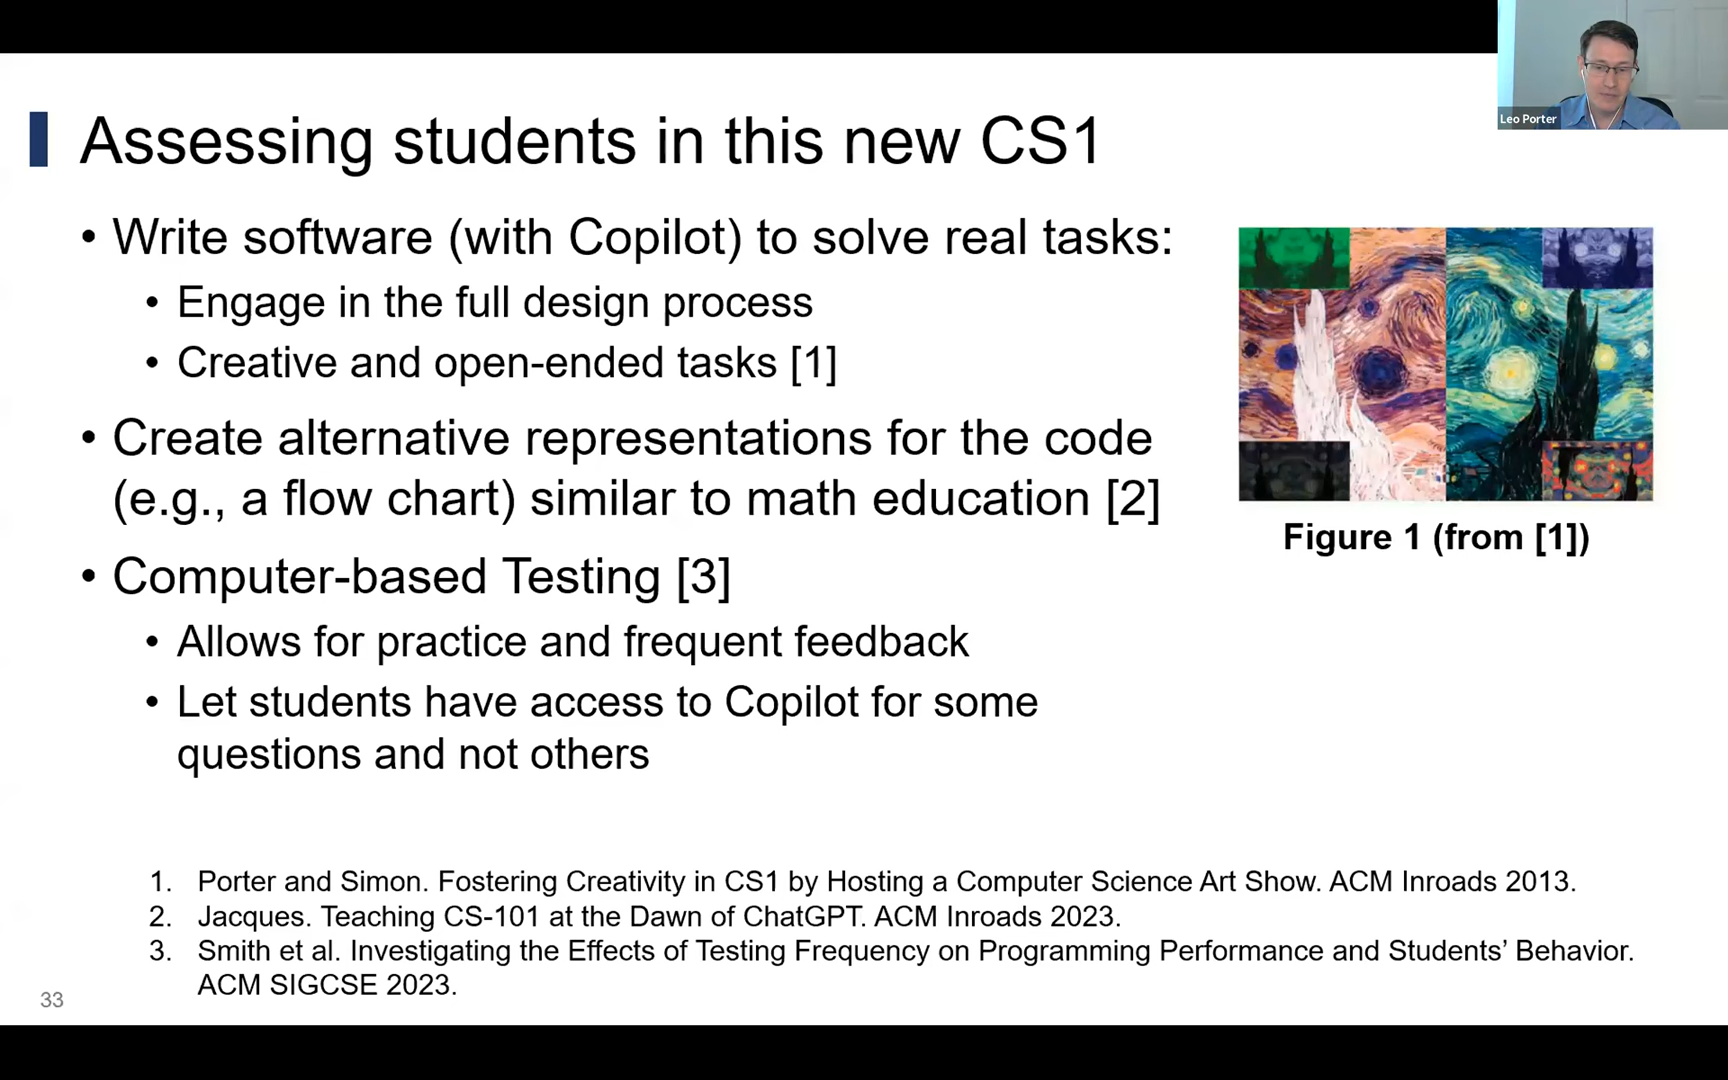 Leo Porter
Assessing students in this new CS1
• Write software (with Copilot) to solve real tasks:
• Engage in the full design process
• Creative and open-ended tasks [1]
• Create alternative representations for the code
(e.g., a flow chart) similar to math education [2]
• Computer-based Testing [3]
• Allows for practice and frequent feedback
• Let students have access to Copilot for some
questions and not others
Figure 1 (from [1])
1. Porter and Simon. Fostering Creativity in CS1 by Hosting a Computer Science Art Show. ACM Inroads 2013.
2. Jacques. Teaching CS-101 at the Dawn of ChatGPT. ACM Inroads 2023.
3. Smith et al. Investigating the Effects of Testing Frequency on Programming Performance and Students’ Behavior.
ACM SIGCSE 2023.
33